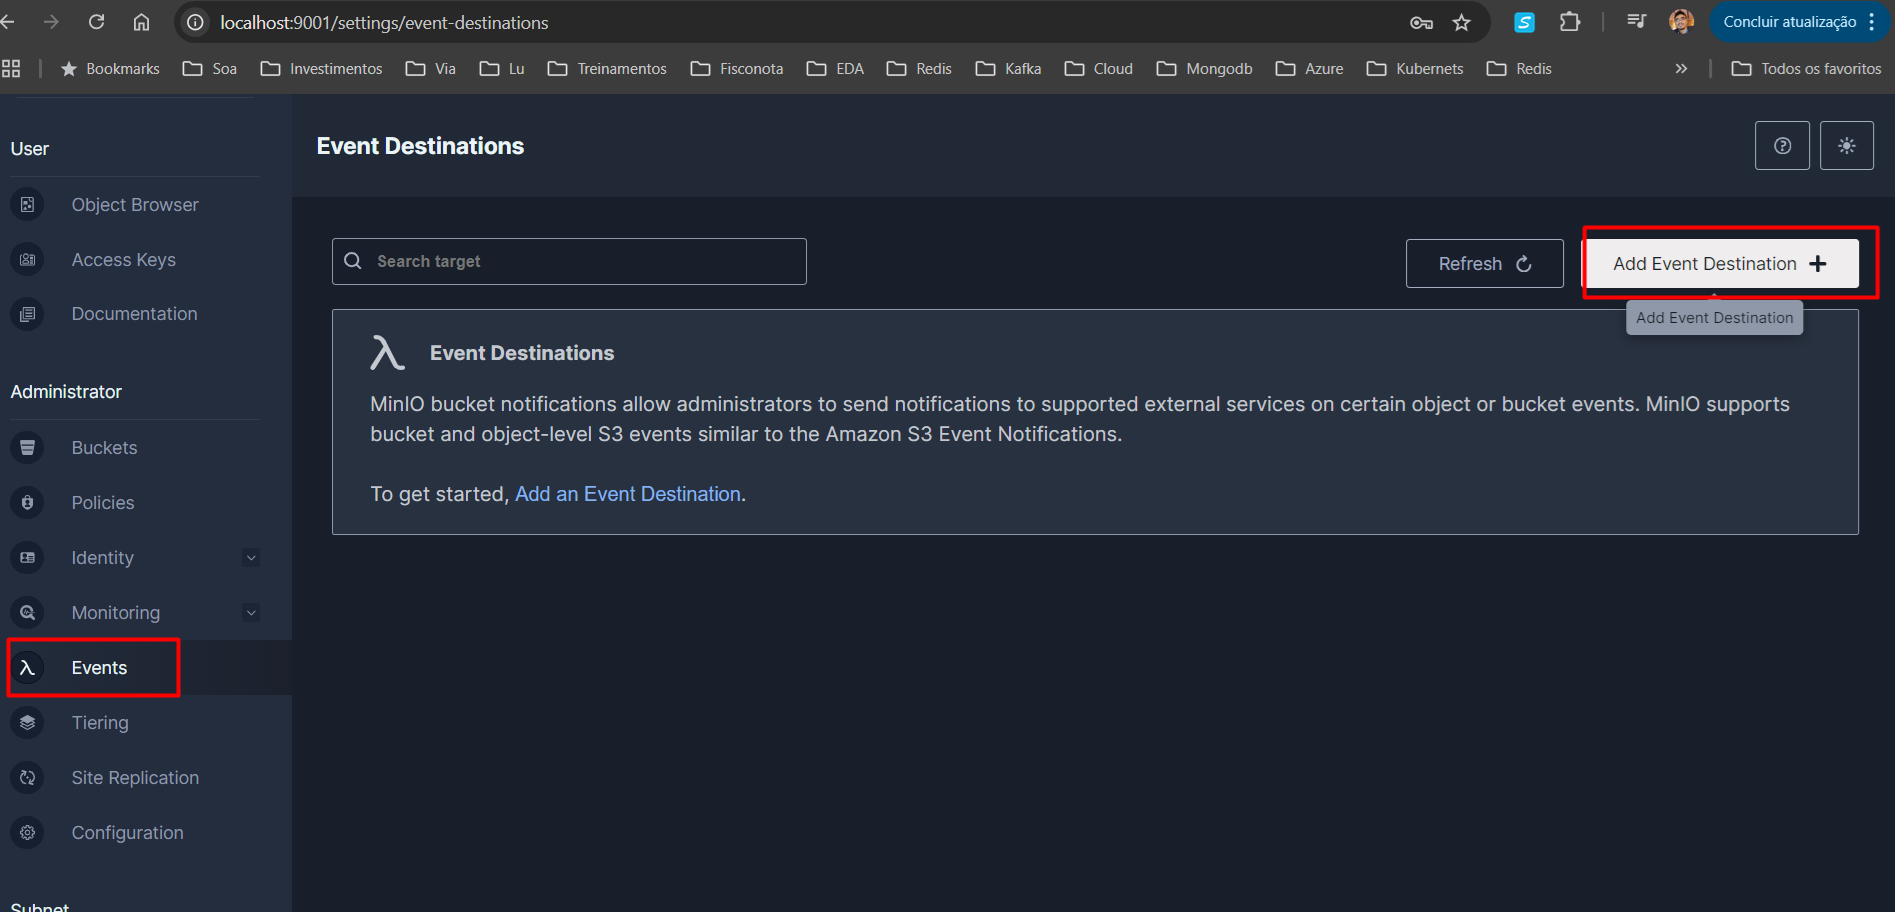 localhost:9001/settings/event-destinations
Concluir atualização
Bookmarks Soa Investimentos Via Lu Treinamentos Fisconota EDA Redis Kafka Cloud Mongodb Azure Kubernets Redis » Todos os favoritos
User
Object Browser
Access Keys
Documentation
Administrator
Buckets
Policies
Identity
Monitoring
Events
Tiering
Site Replication
Configuration
Subnet
Event Destinations
Search target
Refresh
Add Event Destination +
Add Event Destination
λ Event Destinations
MinIO bucket notifications allow administrators to send notifications to supported external services on certain object or bucket events. MinIO supports
bucket and object-level S3 events similar to the Amazon S3 Event Notifications.
To get started, Add an Event Destination.